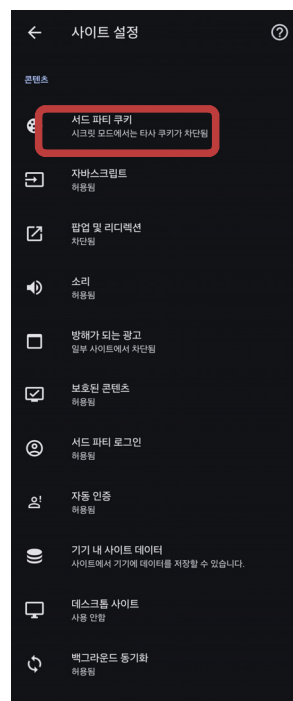 사이트 설정
콘텐츠
서드 파티 쿠키
시크릿 모드에서는 타사 쿠키가 차단됨
자바스크립트
허용됨
팝업 및 리디렉션
차단됨
소리
허용됨
방해가 되는 광고
일부 사이트에서 차단됨
보호된 콘텐츠
허용됨
서드 파티 로그인
허용됨
자동 인증
허용됨
기기 내 사이트 데이터
사이트에서 기기에 데이터를 저장할 수 있습니다.
데스크톱 사이트
사용 안함
백그라운드 동기화
허용됨